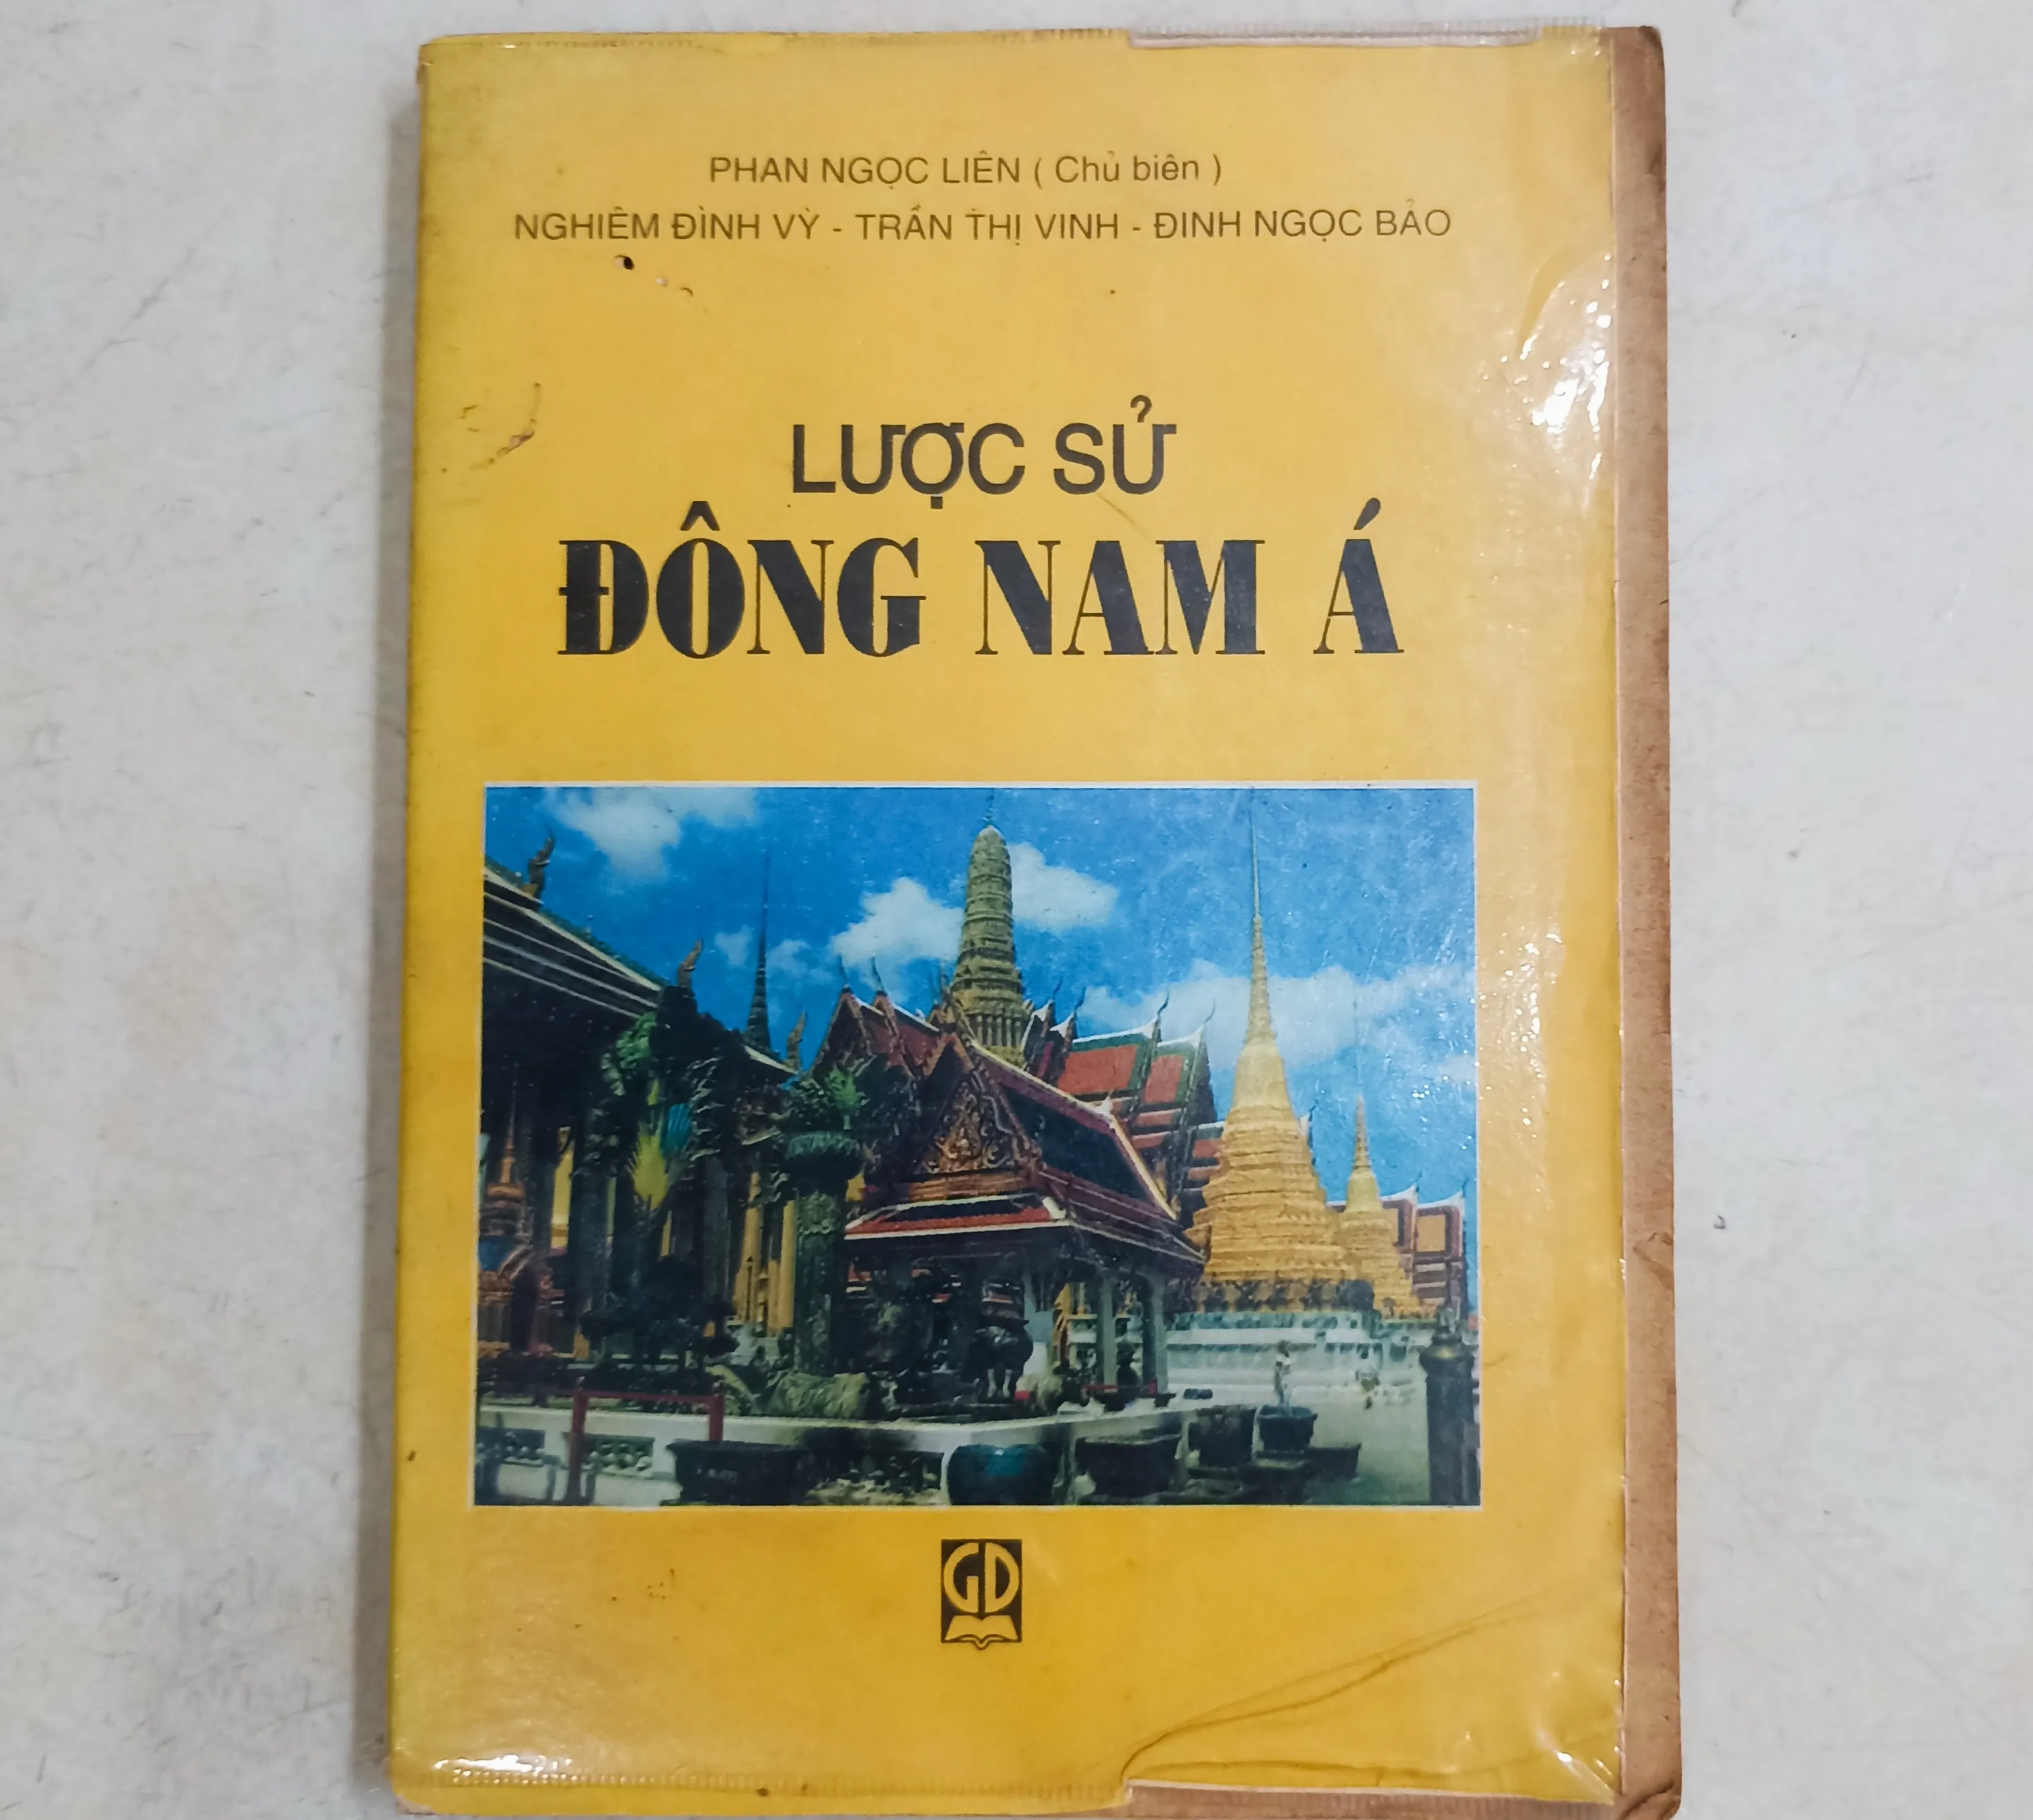 PHAN NGỌC LIÊN ( Chủ biên )
NGHIÊM ĐÌNH VỲ - TRẦN THỊ VINH - ĐINH NGỌC BẢO
LƯỢC SỬ
ĐÔNG NAM Á
GD